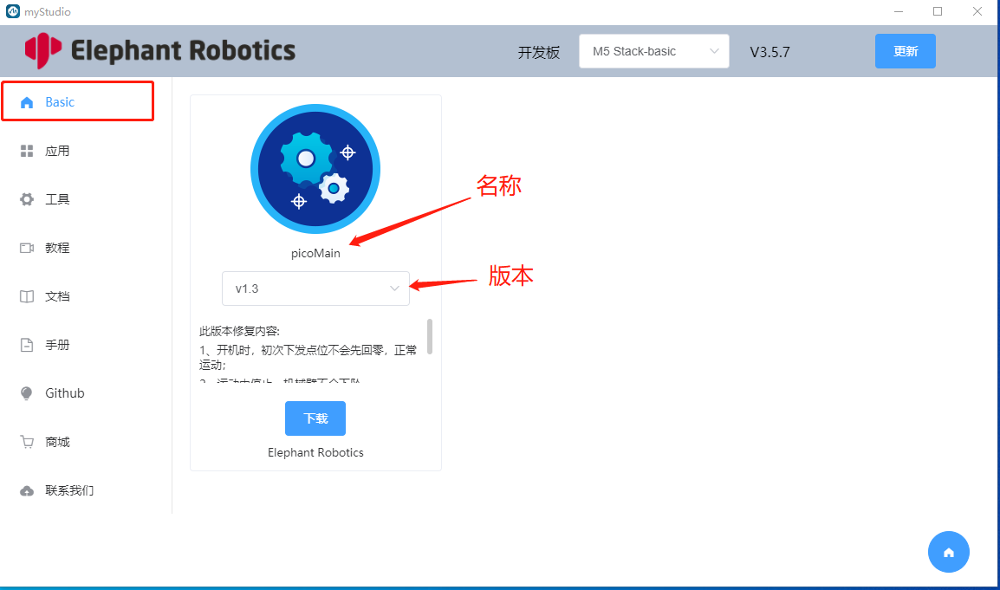 myStudio
Elephant Robotics
开发板
M5 Stack-basic
V3.5.7
更新
Basic
应用
工具
教程
文档
手册
Github
商城
联系我们
名称
picoMain
版本
v1.3
此版本修复内容:
1、开机时，初次下发点位不会先回零，正常
运动；
下载
Elephant Robotics